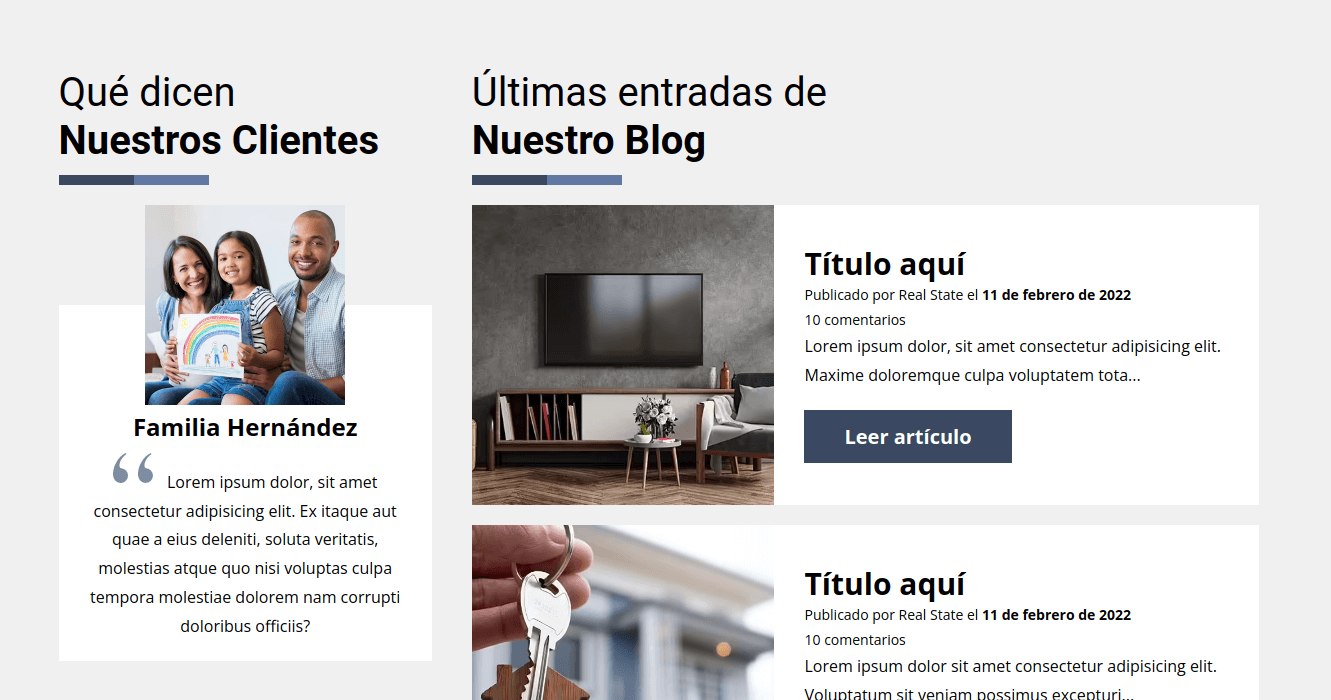 Qué dicen
Nuestros Clientes
Familia Hernández
“ Lorem ipsum dolor, sit amet
consectetur adipisicing elit. Ex itaque aut
quae a eius deleniti, soluta veritatis,
molestias atque quo nisi voluptas culpa
tempora molestiae dolorem nam corrupti
doloribus officiis?
Últimas entradas de
Nuestro Blog
Título aquí
Publicado por Real State el 11 de febrero de 2022
10 comentarios
Lorem ipsum dolor, sit amet consectetur adipisicing elit.
Maxime doloremque culpa voluptatem tota...
Leer artículo
Título aquí
Publicado por Real State el 11 de febrero de 2022
10 comentarios
Lorem ipsum dolor sit amet consectetur adipisicing elit.
Voluptatum sit veniam possimus excepturi...